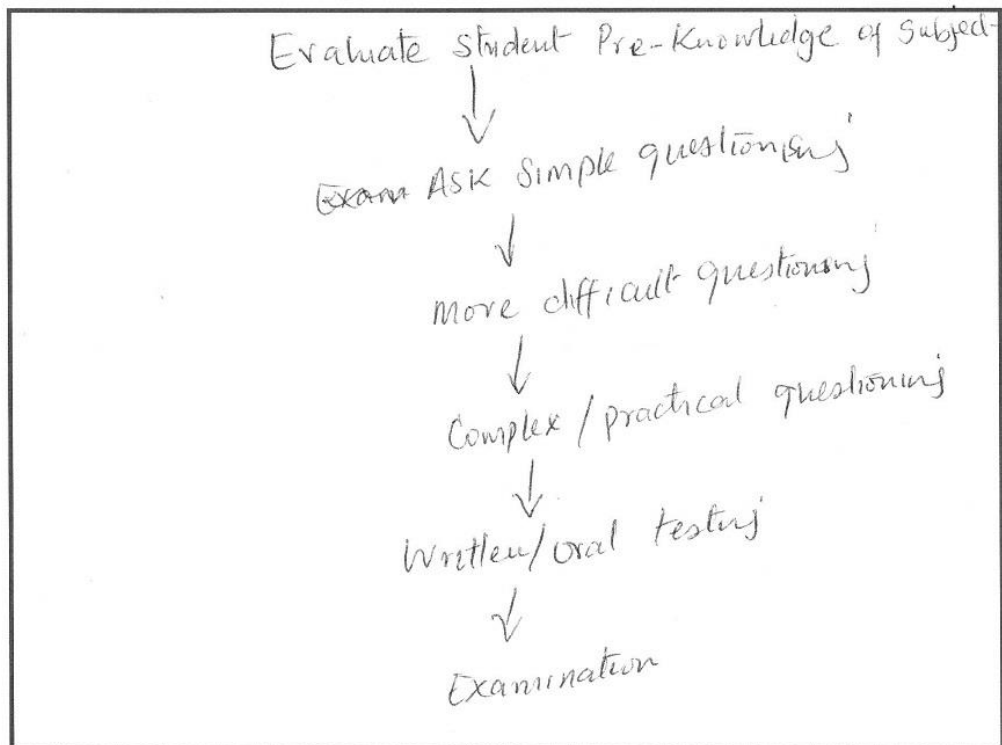 Evaluate Student Pre-Knowledge of Subject
Exam ASK Simple questioning
More difficult questioning
Complex / practical questioning
Written/oral testing
Examination